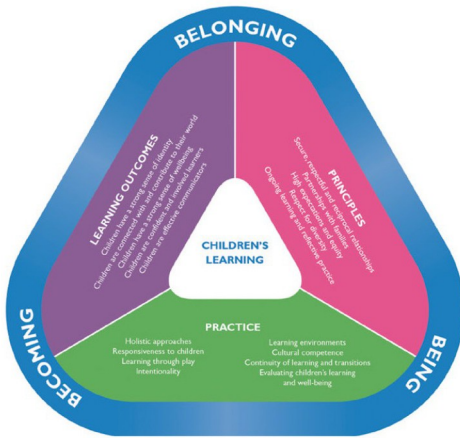 BELONGING
LEARNING OUTCOMES
Children have a strong sense of identity
Children are connected with and contribute to their world
Children have a strong sense of wellbeing
Children are confident and involved learners
Children are effective communicators
PRINCIPLES
Secure, respectful and reciprocal relationships
Partnerships with families
High expectations and equity
Respect for diversity
Ongoing learning and reflective practice
CHILDREN'S
LEARNING
PRACTICE
Holistic approaches
Responsiveness to children
Learning through play
Intentionality
Learning environments
Cultural competence
Continuity of learning and transitions
Evaluating children's learning
and well-being
BECOMING
BEING